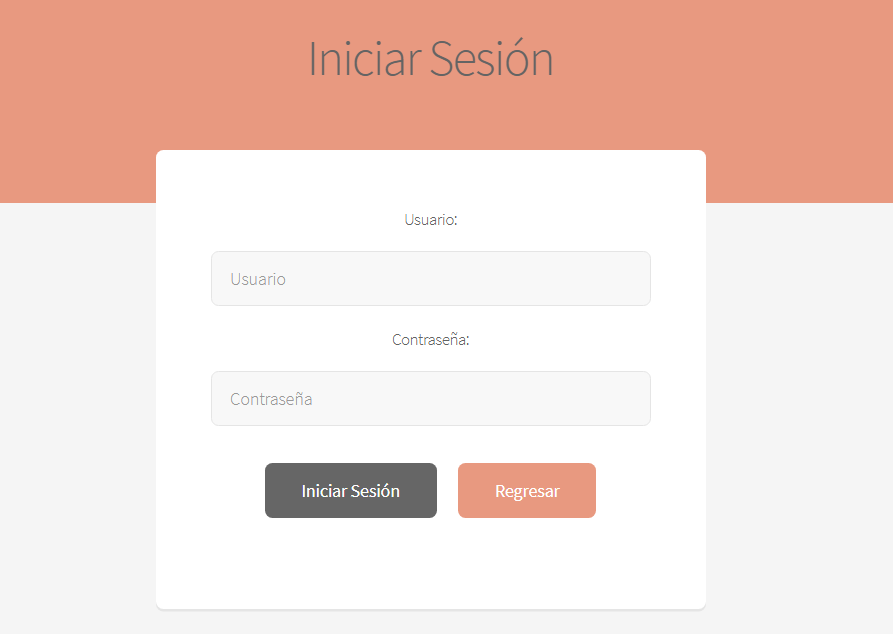 Iniciar Sesión
Usuario:
Usuario
Contraseña:
Contraseña
Iniciar Sesión Regresar